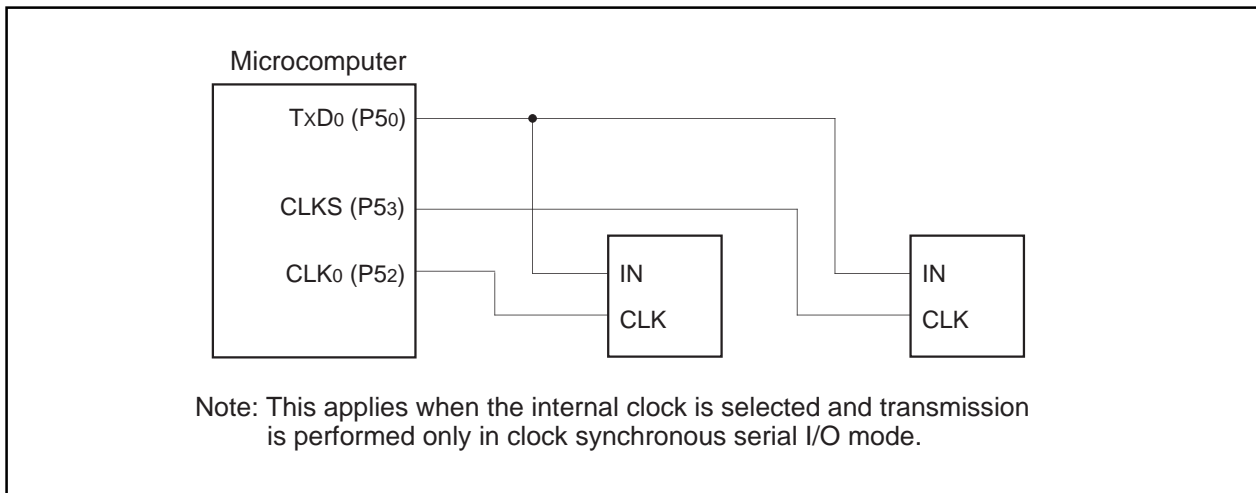 Microcomputer
TxD0 (P50)
CLKS (P53)
CLK0 (P52)
IN
CLK
IN
CLK
Note: This applies when the internal clock is selected and transmission
is performed only in clock synchronous serial I/O mode.